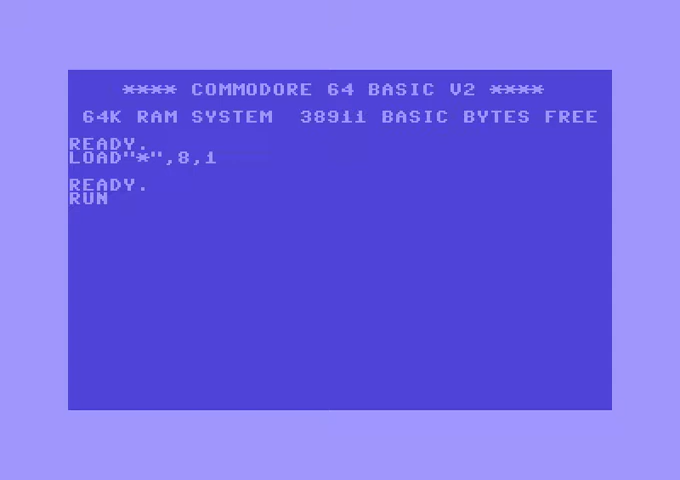 **** COMMODORE 64 BASIC V2 ****
64K RAM SYSTEM  38911 BASIC BYTES FREE
READY.
LOAD"*",8,1
READY.
RUN